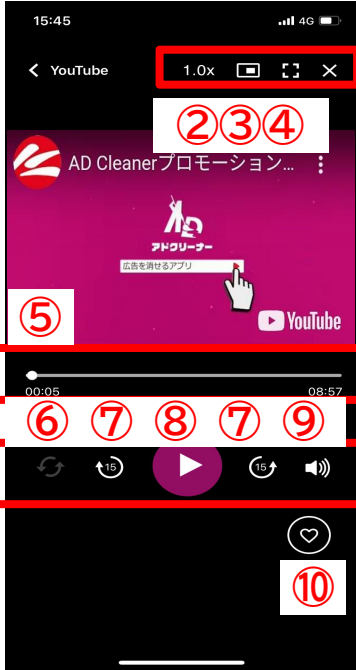 15:45 4G
YouTube 1.0x
②③④
AD Cleanerプロモーション...
AD
アドクリーナー
広告を消せるアプリ
⑤
YouTube
00:05 08:57
⑥ ⑦ ⑧ ⑦ ⑨
15 15
⑩